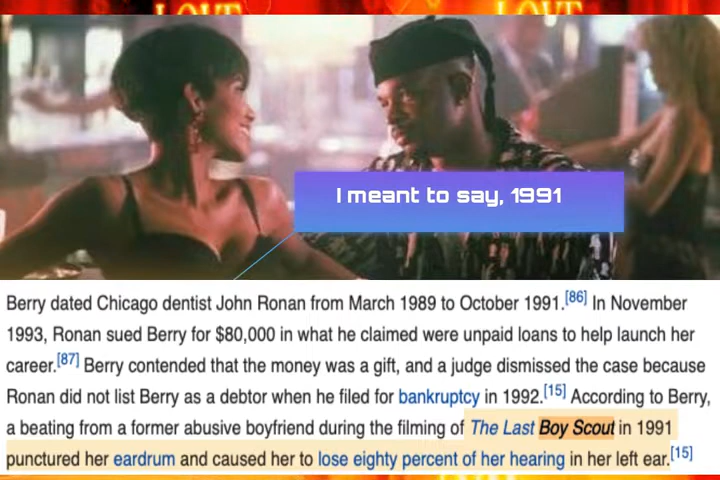 LOVE LOVE
I meant to say, 1991
Berry dated Chicago dentist John Ronan from March 1989 to October 1991.[86] In November
1993, Ronan sued Berry for $80,000 in what he claimed were unpaid loans to help launch her
career.[87] Berry contended that the money was a gift, and a judge dismissed the case because
Ronan did not list Berry as a debtor when he filed for bankruptcy in 1992.[15] According to Berry,
a beating from a former abusive boyfriend during the filming of The Last Boy Scout in 1991
punctured her eardrum and caused her to lose eighty percent of her hearing in her left ear.[15]